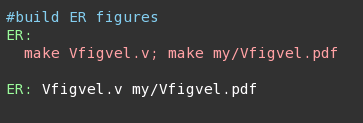 #build ER figures
ER:
  make Vfigvel.v; make my/Vfigvel.pdf

ER: Vfigvel.v my/Vfigvel.pdf